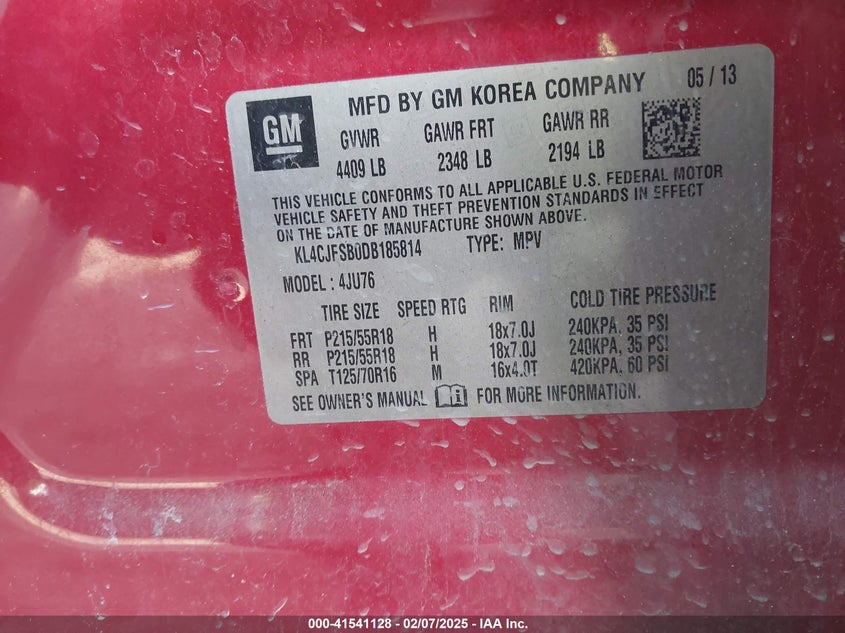 MFD BY GM KOREA COMPANY 05 / 13
GM
GVWR GAWR FRT GAWR RR
4409 LB 2348 LB 2194 LB
THIS VEHICLE CONFORMS TO ALL APPLICABLE U.S. FEDERAL MOTOR
VEHICLE SAFETY AND THEFT PREVENTION STANDARDS IN EFFECT
ON THE DATE OF MANUFACTURE SHOWN ABOVE.
KL4CJFSB0DB185814 TYPE: MPV
MODEL : 4JU76
TIRE SIZE SPEED RTG RIM COLD TIRE PRESSURE
FRT P215/55R18 H 18x7.0J 240KPA, 35 PSI
RR P215/55R18 H 18x7.0J 240KPA, 35 PSI
SPA T125/70R16 M 16x4.0T 420KPA, 60 PSI
SEE OWNER'S MANUAL FOR MORE INFORMATION.
000-41541128 - 02/07/2025 - IAA Inc.